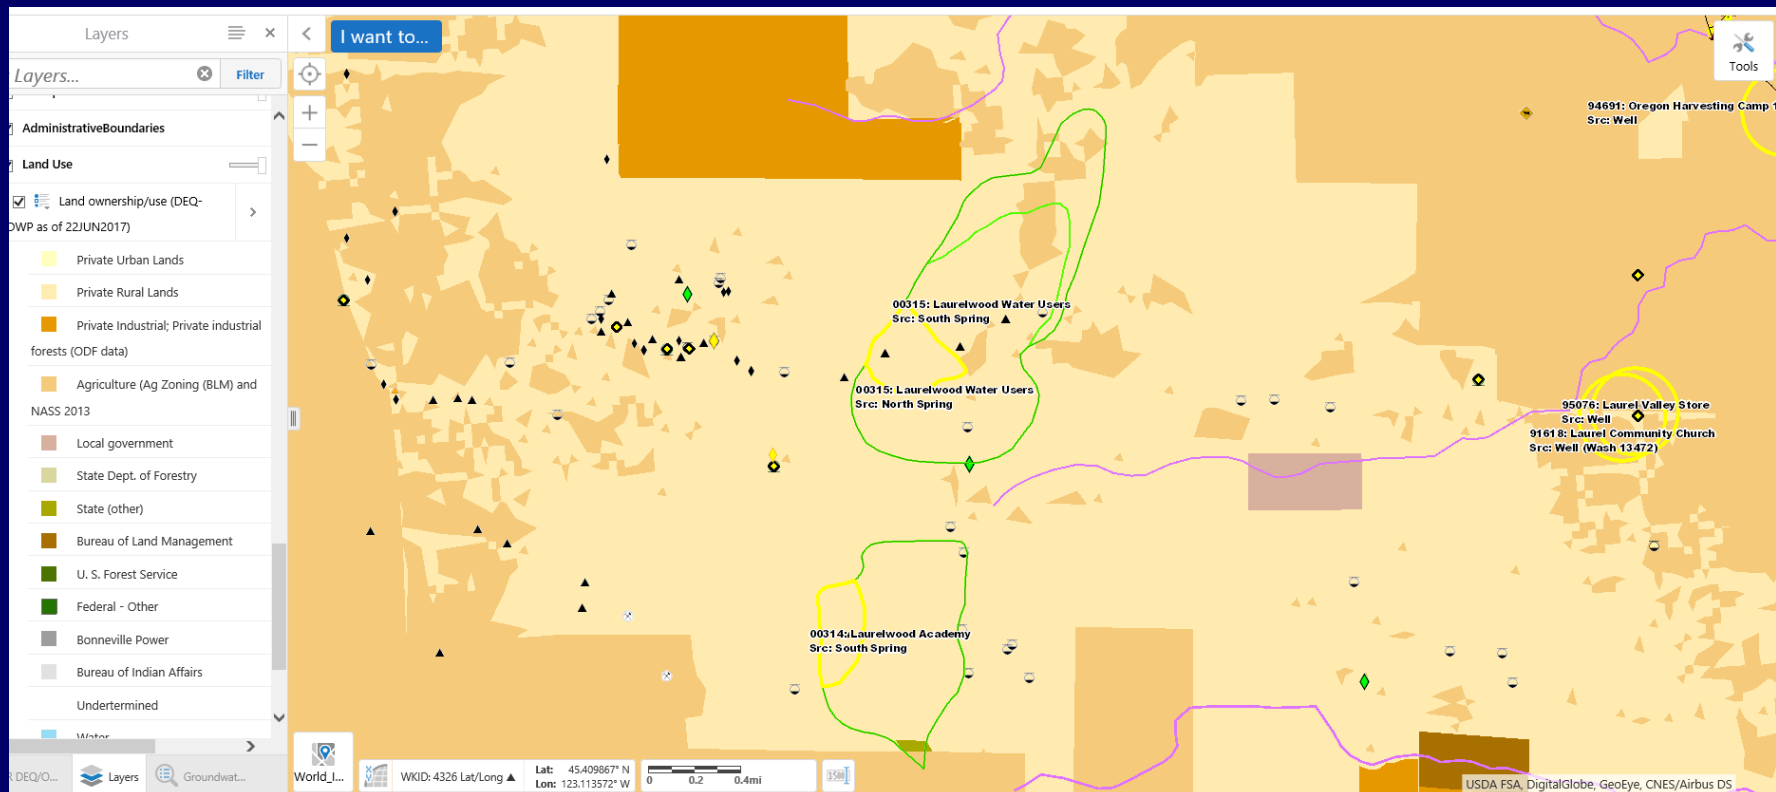 Layers
I want to...
Layers...
Filter
Tools
AdministrativeBoundaries
Land Use
Land ownership/use (DEQ-
OWP as of 22JUN2017)
Private Urban Lands
Private Rural Lands
Private Industrial; Private industrial
forests (ODF data)
Agriculture (Ag Zoning (BLM) and
NASS 2013
Local government
State Dept. of Forestry
State (other)
Bureau of Land Management
U. S. Forest Service
Federal - Other
Bonneville Power
Bureau of Indian Affairs
Undertermined
Water
R DEQ/O...
Layers
Groundwat...
94691: Oregon Harvesting Camp 1
Src: Well
00315: Laurelwood Water Users
Src: South Spring
00315: Laurelwood Water Users
Src: North Spring
95076: Laurel Valley Store
Src: Well
91618: Laurel Community Church
Src: Well (Wash 13472)
00314: Laurelwood Academy
Src: South Spring
World_I...
WKID: 4326 Lat/Long
Lat: 45.409867° N
Lon: 123.113572° W
0 0.2 0.4mi
USDA FSA, DigitalGlobe, GeoEye, CNES/Airbus DS